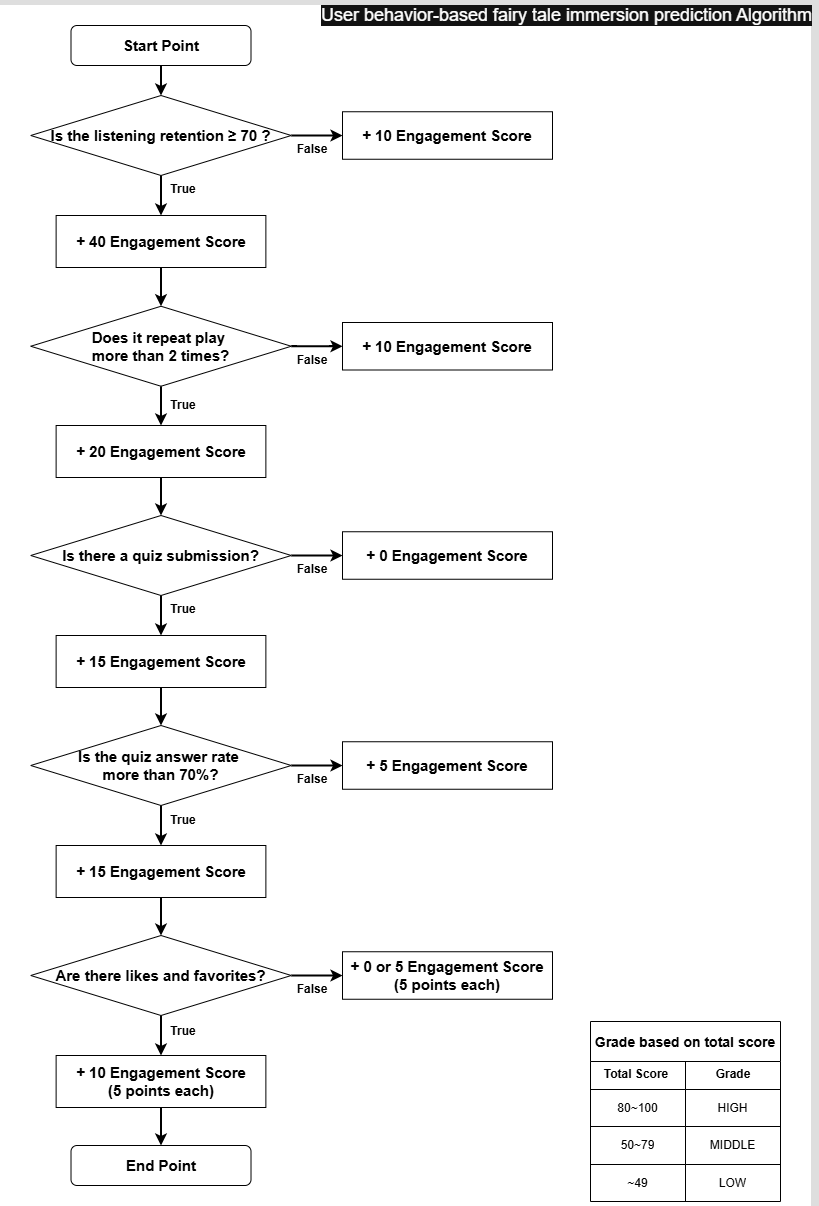 User behavior-based fairy tale immersion prediction Algorithm
Start Point
Is the listening retention ≥ 70 ?
False
+ 10 Engagement Score
True
+ 40 Engagement Score
Does it repeat play
more than 2 times?
False
+ 10 Engagement Score
True
+ 20 Engagement Score
Is there a quiz submission?
False
+ 0 Engagement Score
True
+ 15 Engagement Score
Is the quiz answer rate
more than 70%?
False
+ 5 Engagement Score
True
+ 15 Engagement Score
Are there likes and favorites?
False
+ 0 or 5 Engagement Score
(5 points each)
True
+ 10 Engagement Score
(5 points each)
End Point
Grade based on total score
Total Score Grade
80~100 HIGH
50~79 MIDDLE
~49 LOW